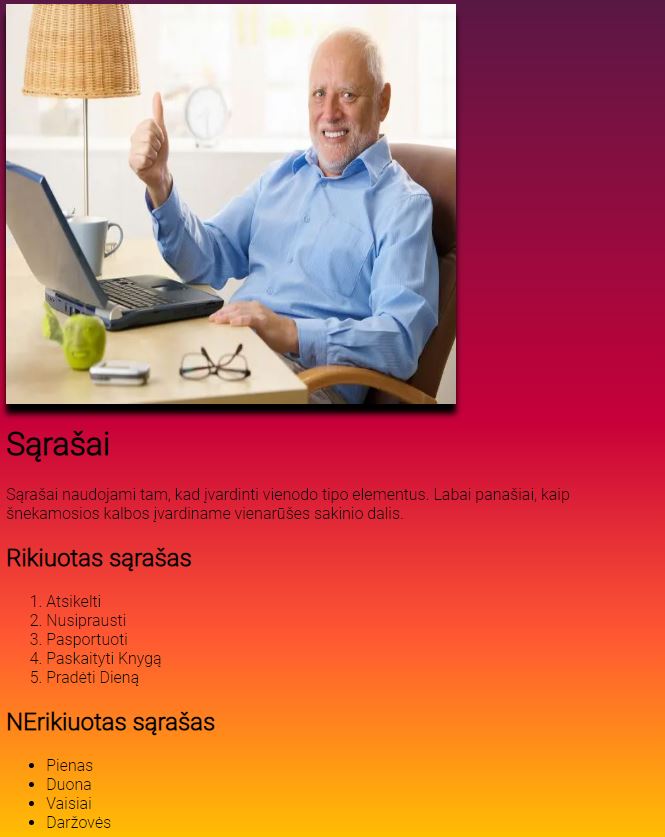 Sąrašai
Sąrašai naudojami tam, kad įvardinti vienodo tipo elementus. Labai panašiai, kaip
šnekamosios kalbos įvardiname vienarūšes sakinio dalis.
Rikiuotas sąrašas
1. Atsikelti
2. Nusiprausti
3. Pasportuoti
4. Paskaityti Knygą
5. Pradėti Dieną
NErikiuotas sąrašas
• Pienas
• Duona
• Vaisiai
• Daržovės